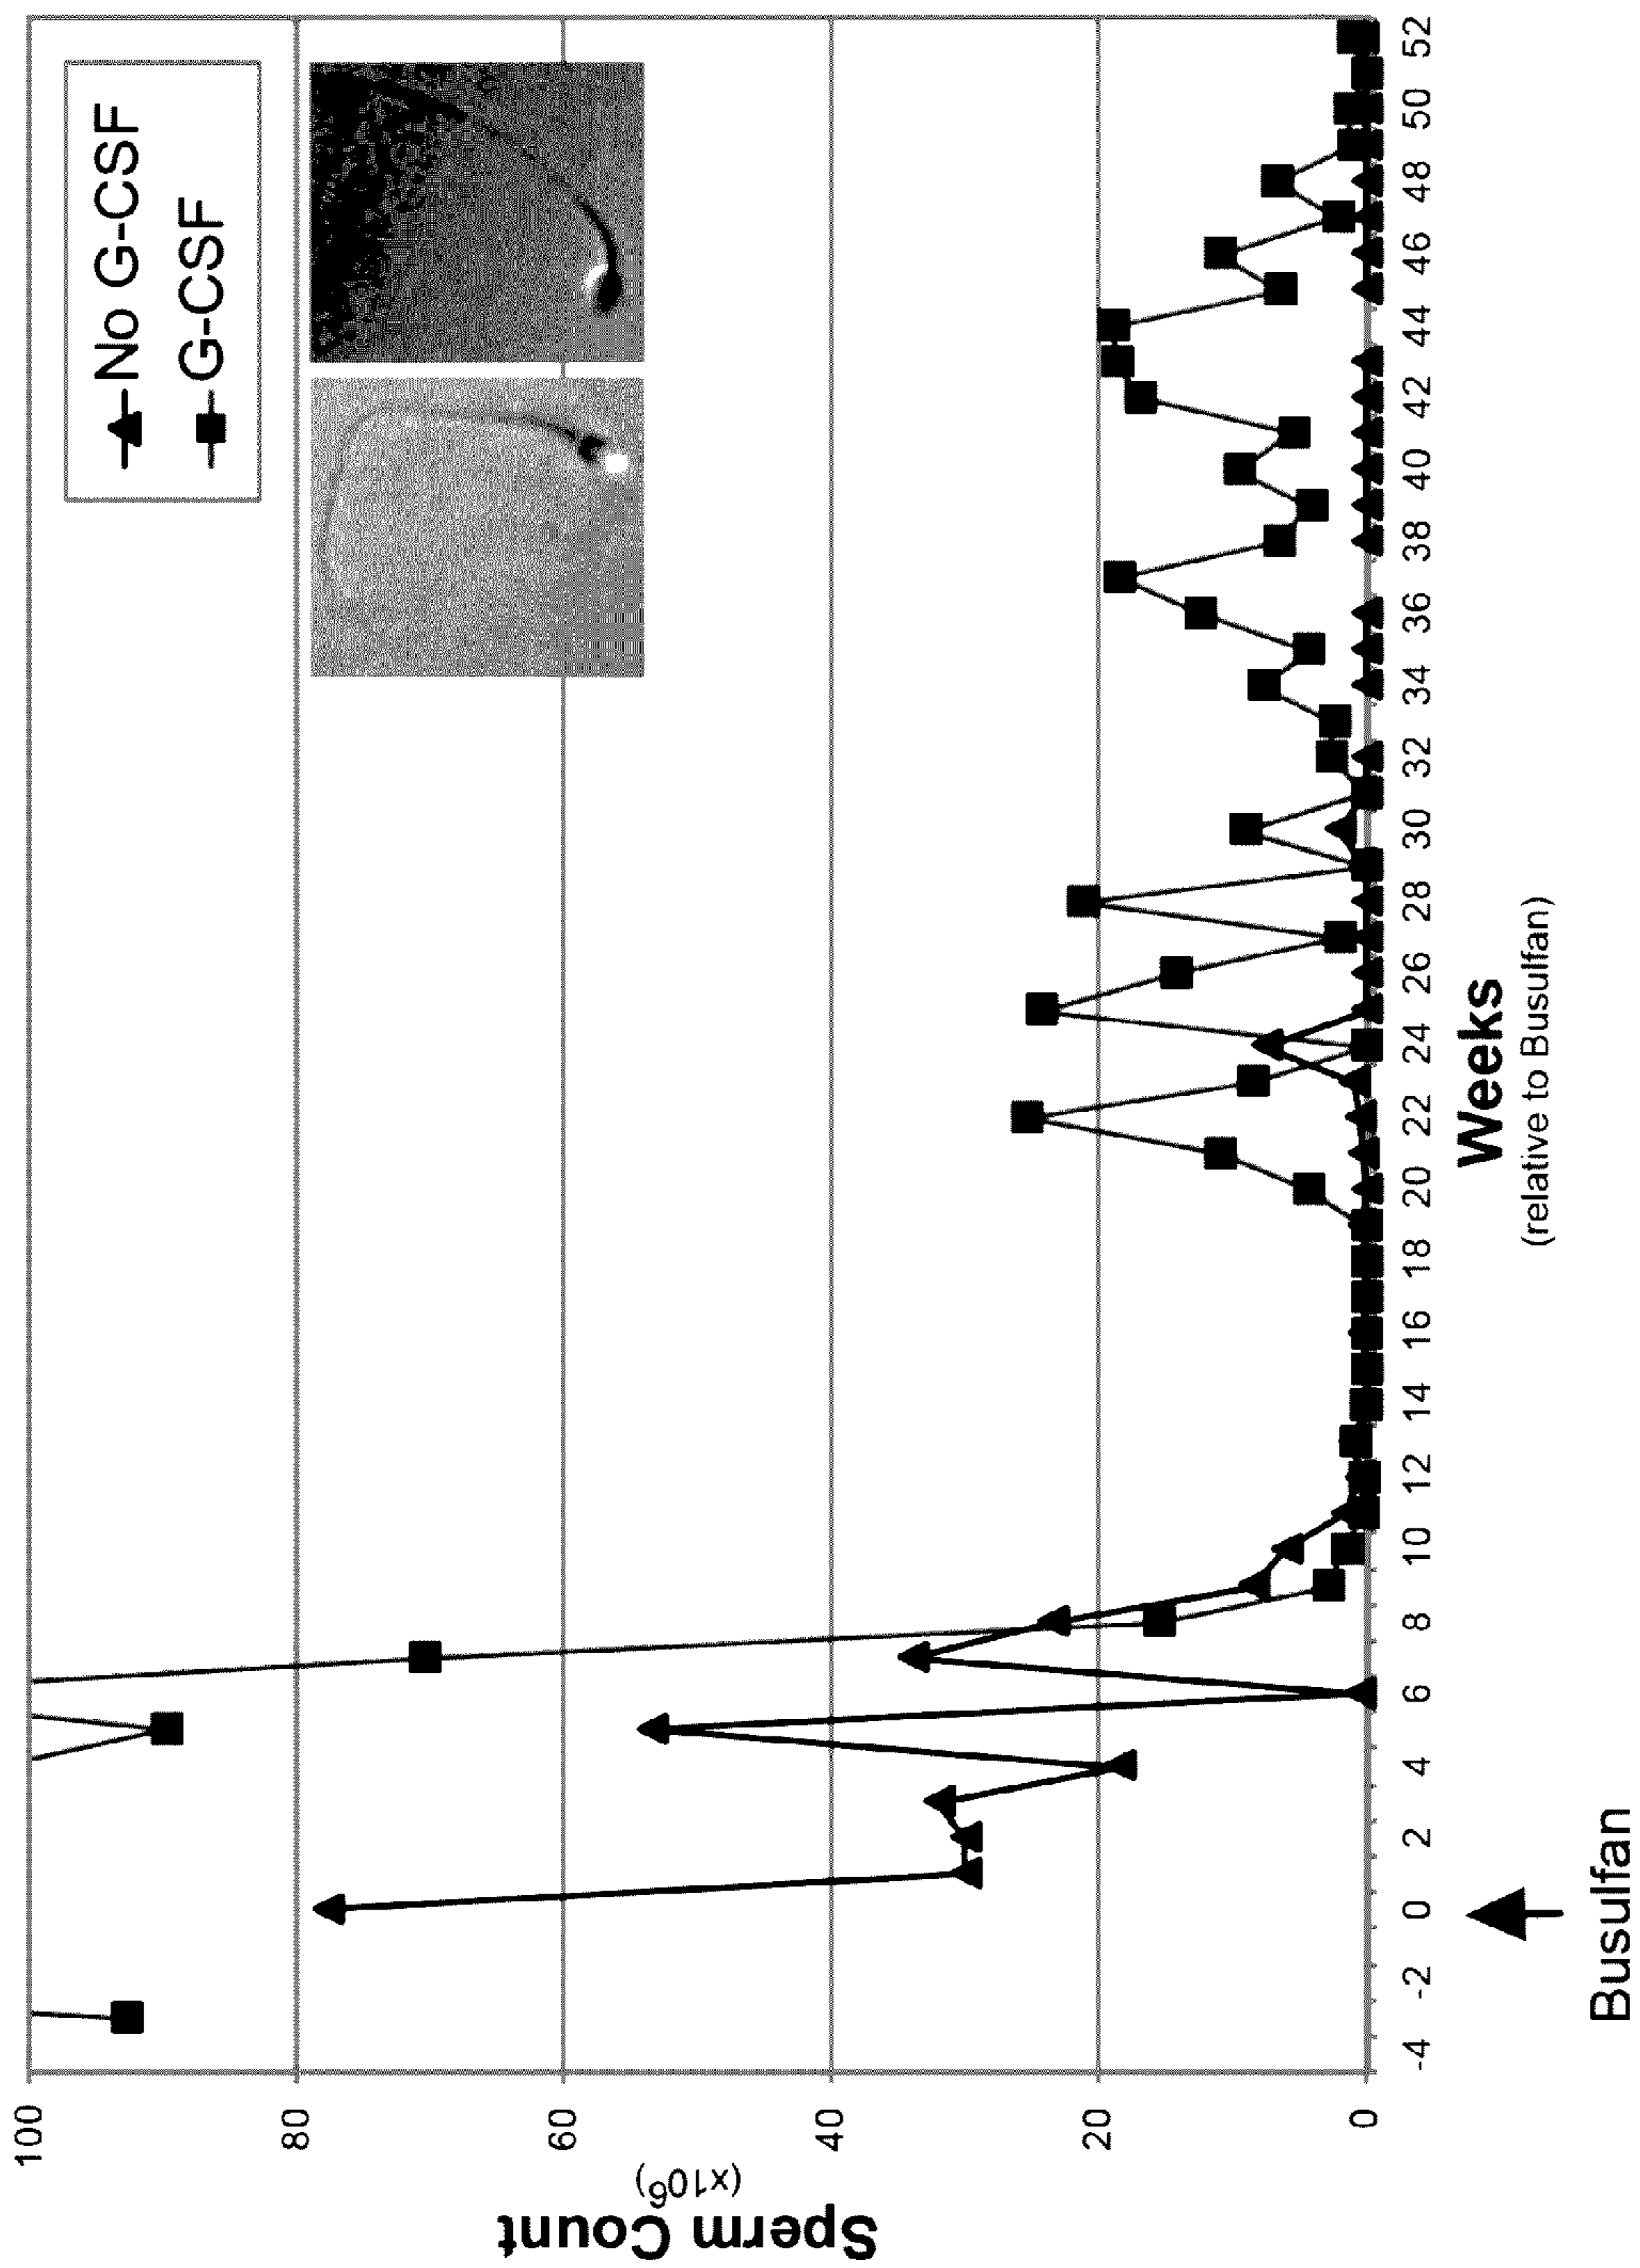 No G-CSF
G-CSF
100
80
60
40
20
0
Sperm Count
(x10⁶)
-4 -2 0 2 4 6 8 10 12 14 16 18 20 22 24 26 28 30 32 34 36 38 40 42 44 46 48 50 52
Weeks
(relative to Busulfan)
Busulfan